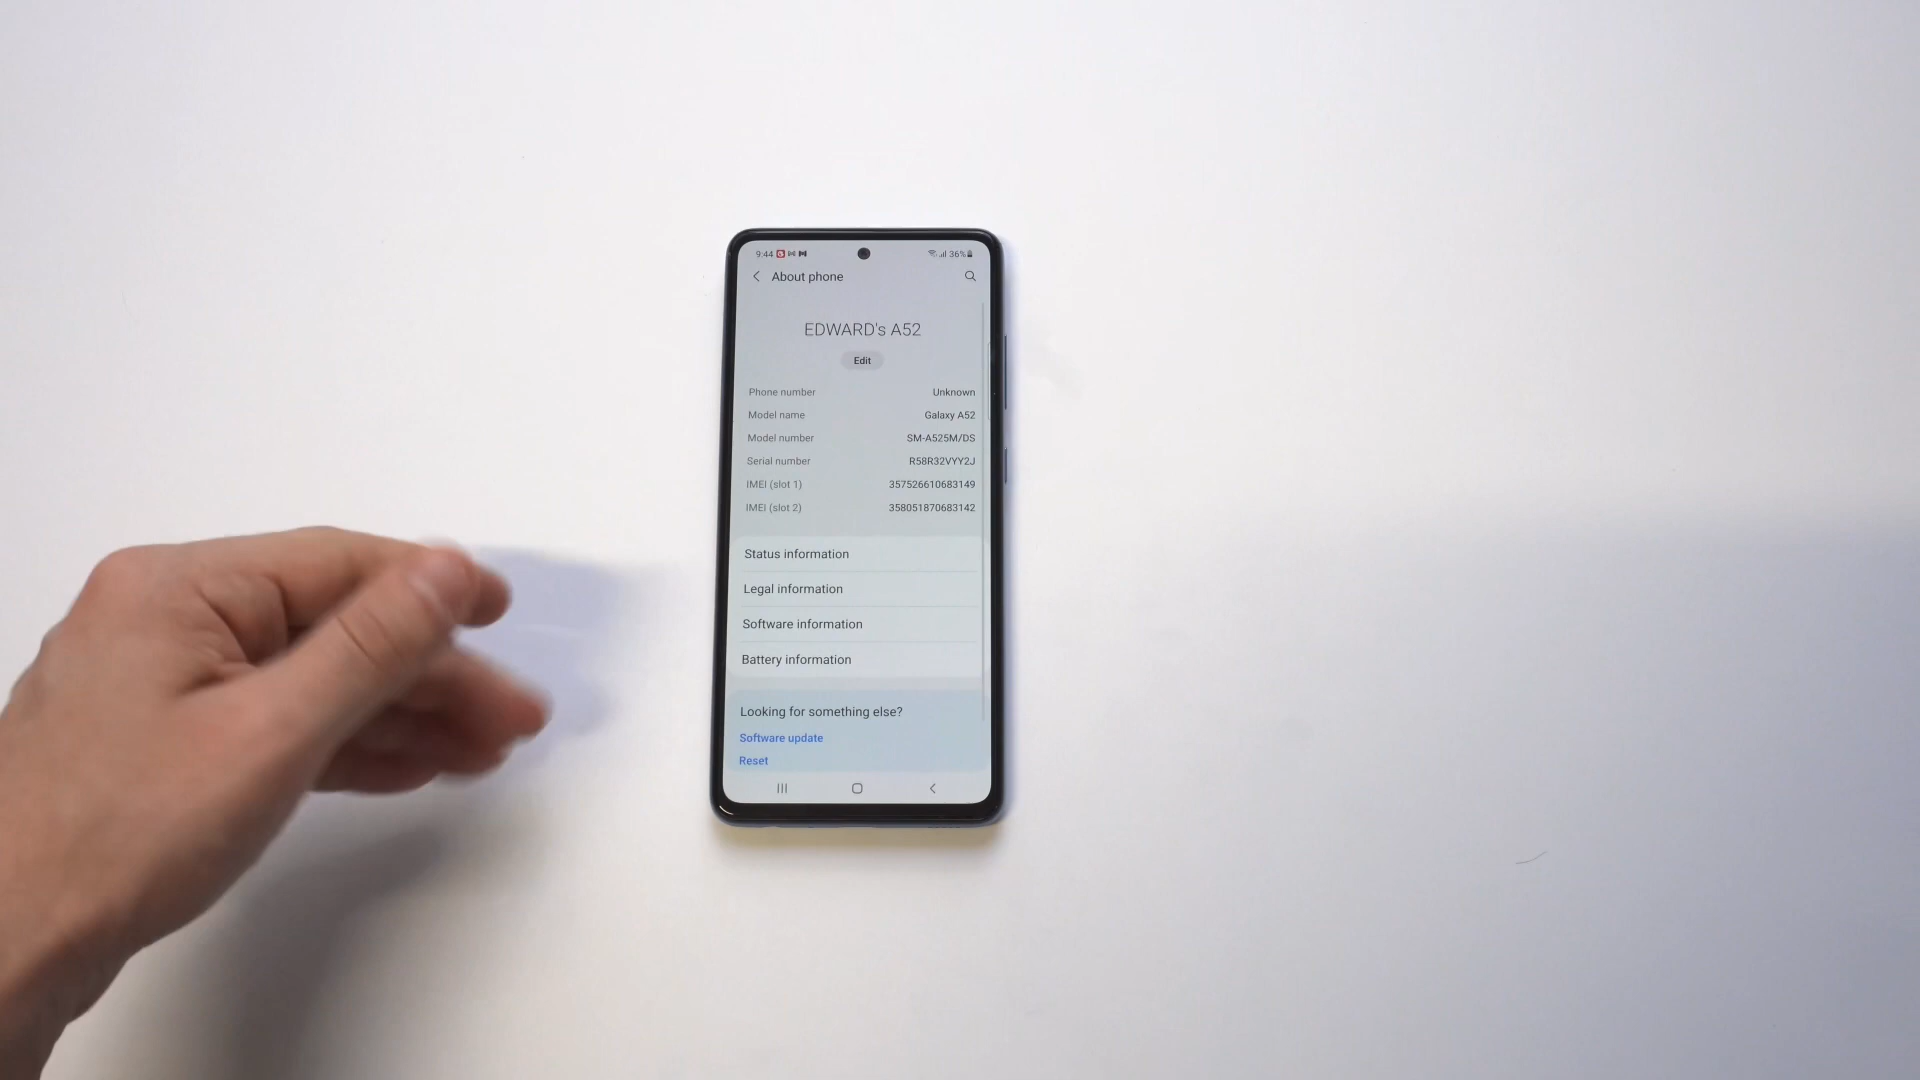 9:44 36%
About phone
EDWARD's A52
Edit
Phone number Unknown
Model name Galaxy A52
Model number SM-A525M/DS
Serial number R58R32VYY2J
IMEI (slot 1) 357526610683149
IMEI (slot 2) 358051870683142
Status information
Legal information
Software information
Battery information
Looking for something else?
Software update
Reset